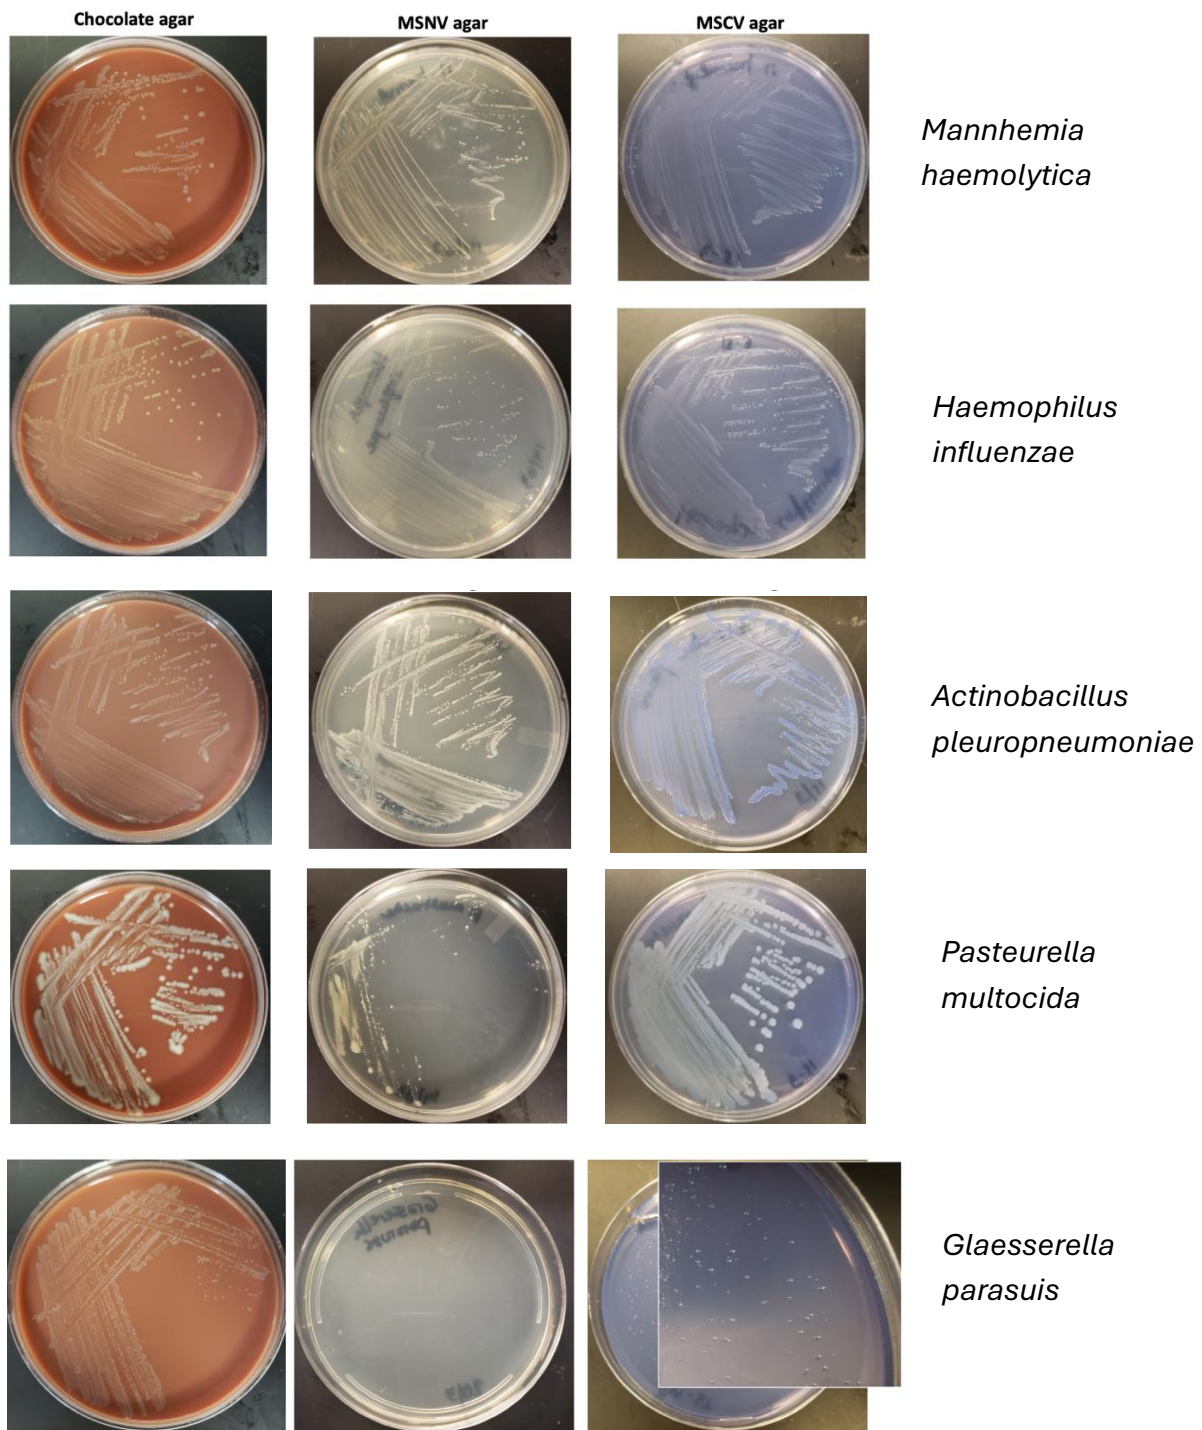 Chocolate agar
MSNV agar
MSCV agar
Mannhemia
haemolytica
Haemophilus
influenzae
Actinobacillus
pleuropneumoniae
Pasteurella
multocida
Glaesserella
parasuis